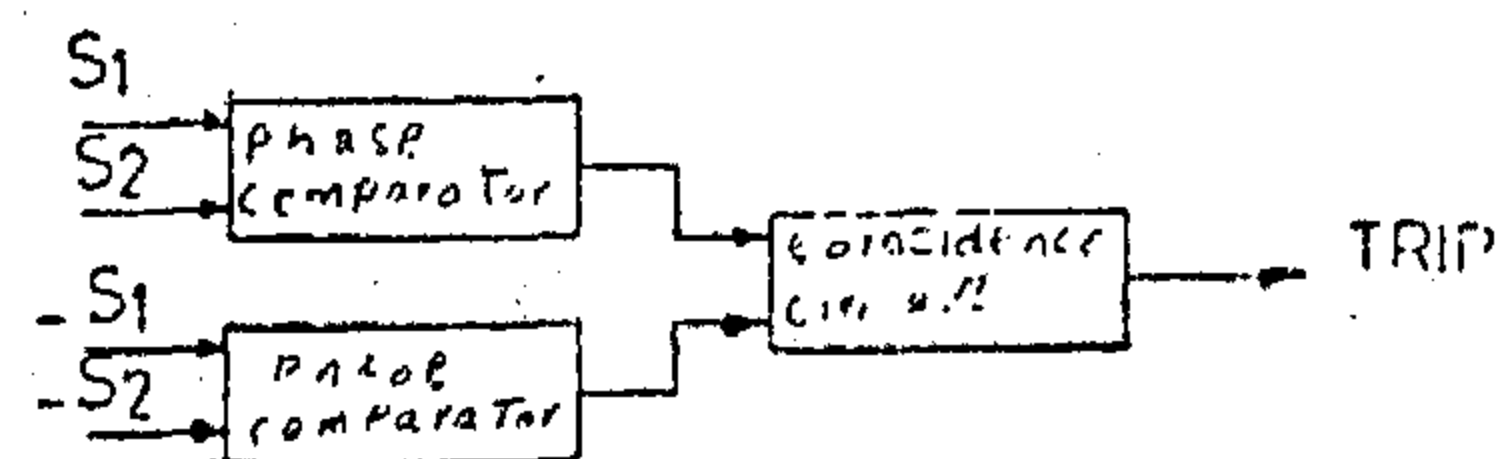 S1
S2
phase
comparator
- S1
- S2
comparator
coincidence
TRIP